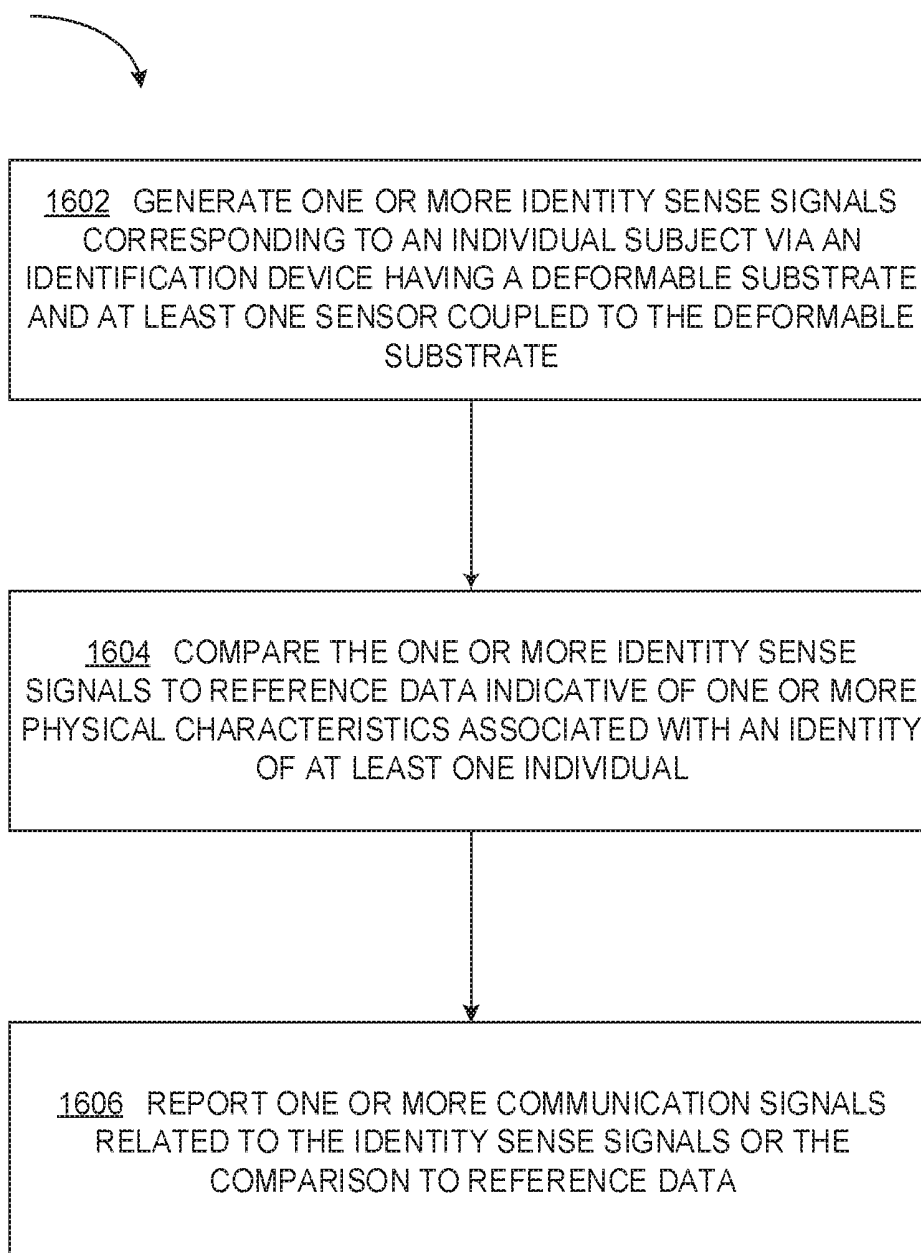 1602 GENERATE ONE OR MORE IDENTITY SENSE SIGNALS
CORRESPONDING TO AN INDIVIDUAL SUBJECT VIA AN
IDENTIFICATION DEVICE HAVING A DEFORMABLE SUBSTRATE
AND AT LEAST ONE SENSOR COUPLED TO THE DEFORMABLE
SUBSTRATE
1604 COMPARE THE ONE OR MORE IDENTITY SENSE
SIGNALS TO REFERENCE DATA INDICATIVE OF ONE OR MORE
PHYSICAL CHARACTERISTICS ASSOCIATED WITH AN IDENTITY
OF AT LEAST ONE INDIVIDUAL
1606 REPORT ONE OR MORE COMMUNICATION SIGNALS
RELATED TO THE IDENTITY SENSE SIGNALS OR THE
COMPARISON TO REFERENCE DATA